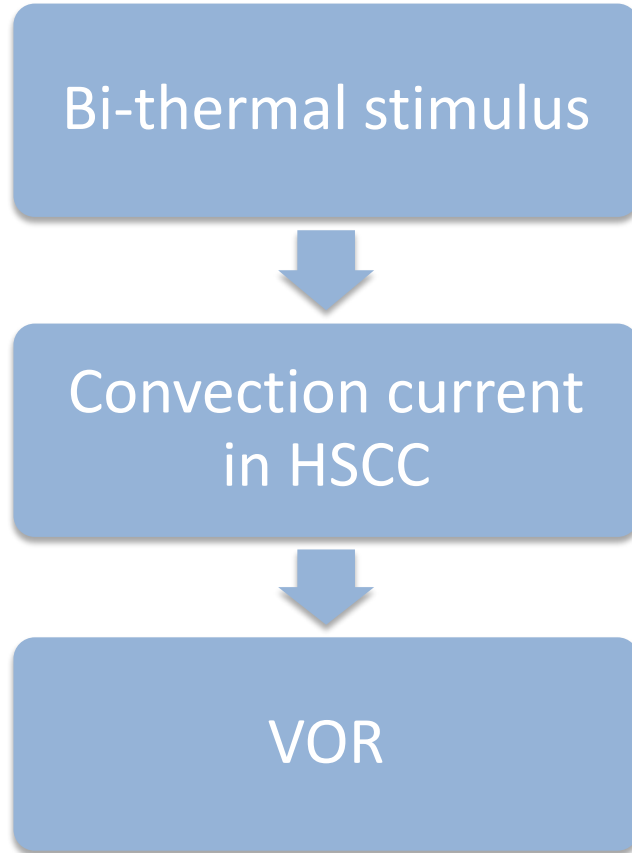 Bi-thermal stimulus
Convection current
in HSCC
VOR